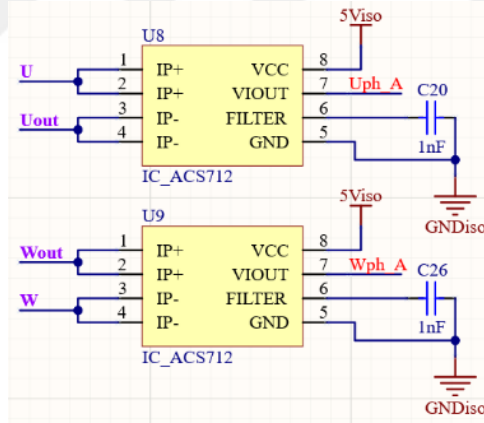 5Viso
U8
U
1 IP+ VCC 8
2 IP+ VIOUT 7 Uph_A
C20
Uout
3 IP- FILTER 6
4 IP- GND 5
1nF
IC_ACS712
GNDiso
5Viso
U9
Wout
1 IP+ VCC 8
2 IP+ VIOUT 7 Wph_A
C26
W
3 IP- FILTER 6
4 IP- GND 5
1nF
IC_ACS712
GNDiso